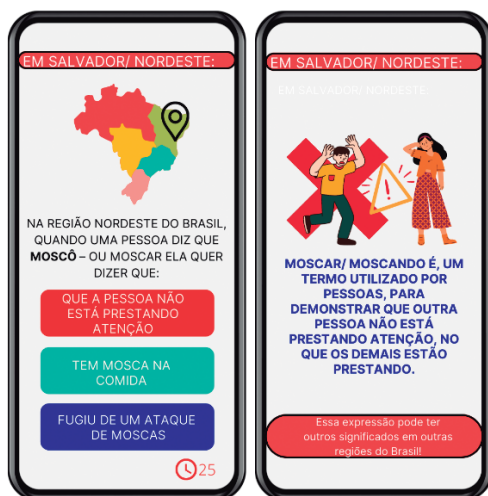 EM SALVADOR/ NORDESTE:
NA REGIÃO NORDESTE DO BRASIL,
QUANDO UMA PESSOA DIZ QUE
MOSCÔ – OU MOSCAR ELA QUER
DIZER QUE:
QUE A PESSOA NÃO
ESTÁ PRESTANDO
ATENÇÃO
TEM MOSCA NA
COMIDA
FUGIU DE UM ATAQUE
DE MOSCAS
25
EM SALVADOR/ NORDESTE:
EM SALVADOR/ NORDESTE:
MOSCAR/ MOSCANDO É, UM
TERMO UTILIZADO POR
PESSOAS, PARA
DEMONSTRAR QUE OUTRA
PESSOA NÃO ESTÁ
PRESTANDO ATENÇÃO, NO
QUE OS DEMAIS ESTÃO
PRESTANDO.
Essa expressão pode ter
outros significados em outras
regiões do Brasil!